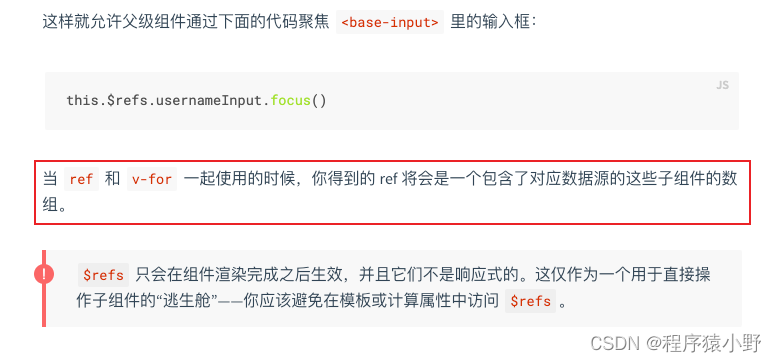 这样就允许父级组件通过下面的代码聚焦 <base-input> 里的输入框：
JS
this.$refs.usernameInput.focus()
当 ref 和 v-for 一起使用的时候，你得到的 ref 将会是一个包含了对应数据源的这些子组件的数
组。
!
$refs 只会在组件渲染完成之后生效，并且它们不是响应式的。这仅作为一个用于直接操
作子组件的“逃生舱”——你应该避免在模板或计算属性中访问 $refs 。
CSDN @程序猿小野